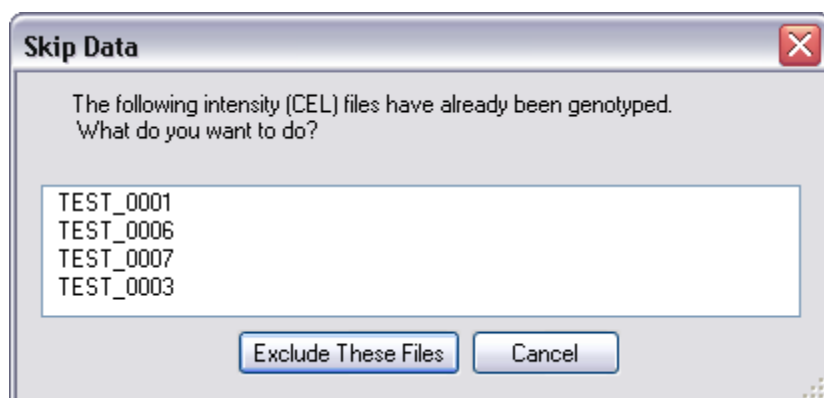 Skip Data
The following intensity (CEL) files have already been genotyped.
What do you want to do?
TEST_0001
TEST_0006
TEST_0007
TEST_0003
Exclude These Files
Cancel